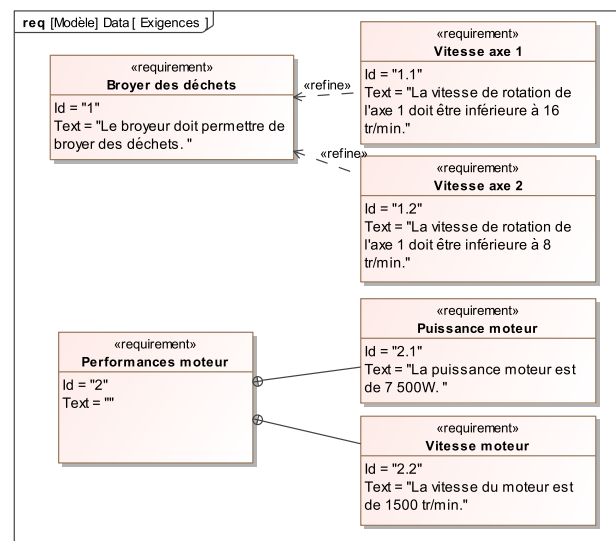 req [Modèle] Data [ Exigences ]
«requirement»
Broyer des déchets
Id = "1"
Text = "Le broyeur doit permettre de
broyer des déchets. "
«refine»
«requirement»
Vitesse axe 1
Id = "1.1"
Text = "La vitesse de rotation de
l'axe 1 doit être inférieure à 16
tr/min."
«refine»
«requirement»
Vitesse axe 2
Id = "1.2"
Text = "La vitesse de rotation de
l'axe 1 doit être inférieure à 8
tr/min."
«requirement»
Performances moteur
Id = "2"
Text = ""
«requirement»
Puissance moteur
Id = "2.1"
Text = "La puissance moteur est
de 7 500W. "
«requirement»
Vitesse moteur
Id = "2.2"
Text = "La vitesse du moteur est
de 1500 tr/min."